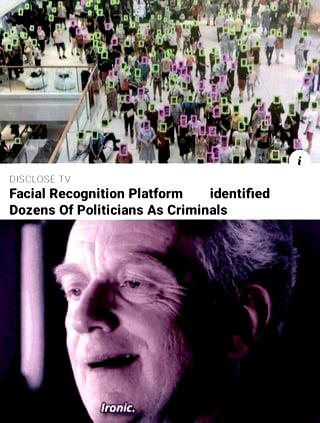 i
DISCLOSE TV
Facial Recognition Platform identified
Dozens Of Politicians As Criminals
Ironic.